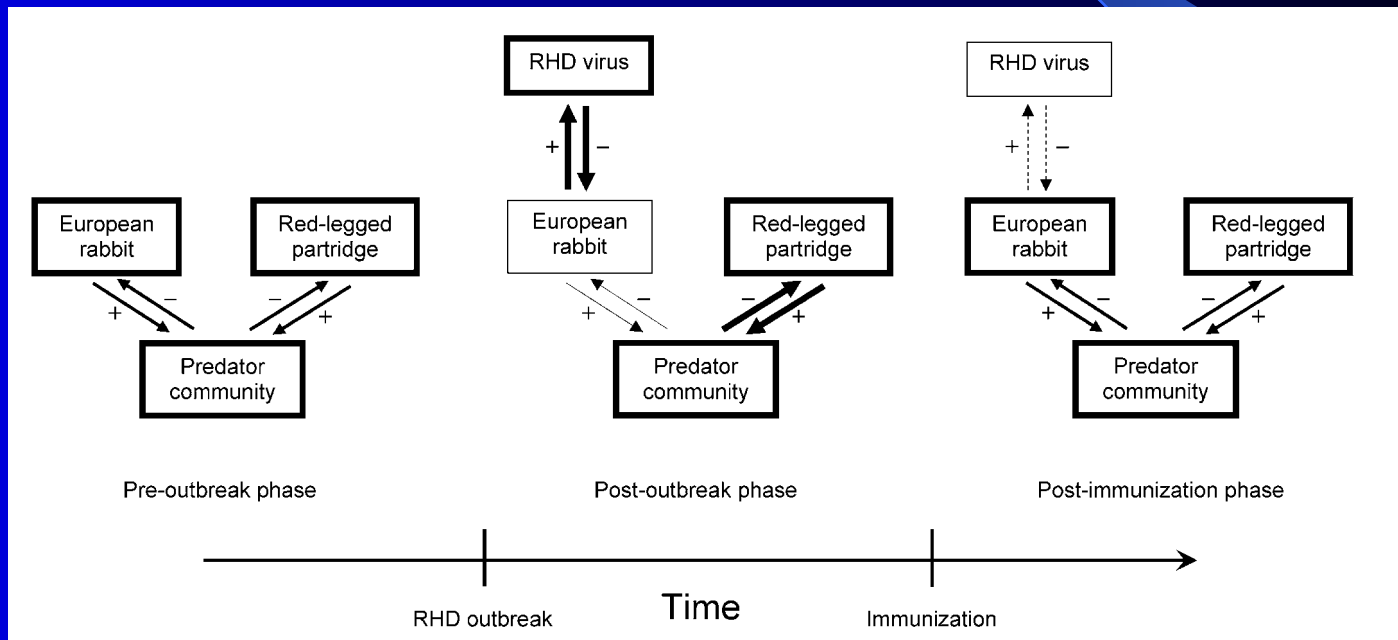 RHD virus
+
–
European
rabbit
Red-legged
partridge
+
–
–
+
Predator
community
Pre-outbreak phase
European
rabbit
Red-legged
partridge
+
–
–
+
Predator
community
Post-outbreak phase
RHD virus
+
–
European
rabbit
Red-legged
partridge
+
–
–
+
Predator
community
Post-immunization phase
RHD outbreak
Time
Immunization